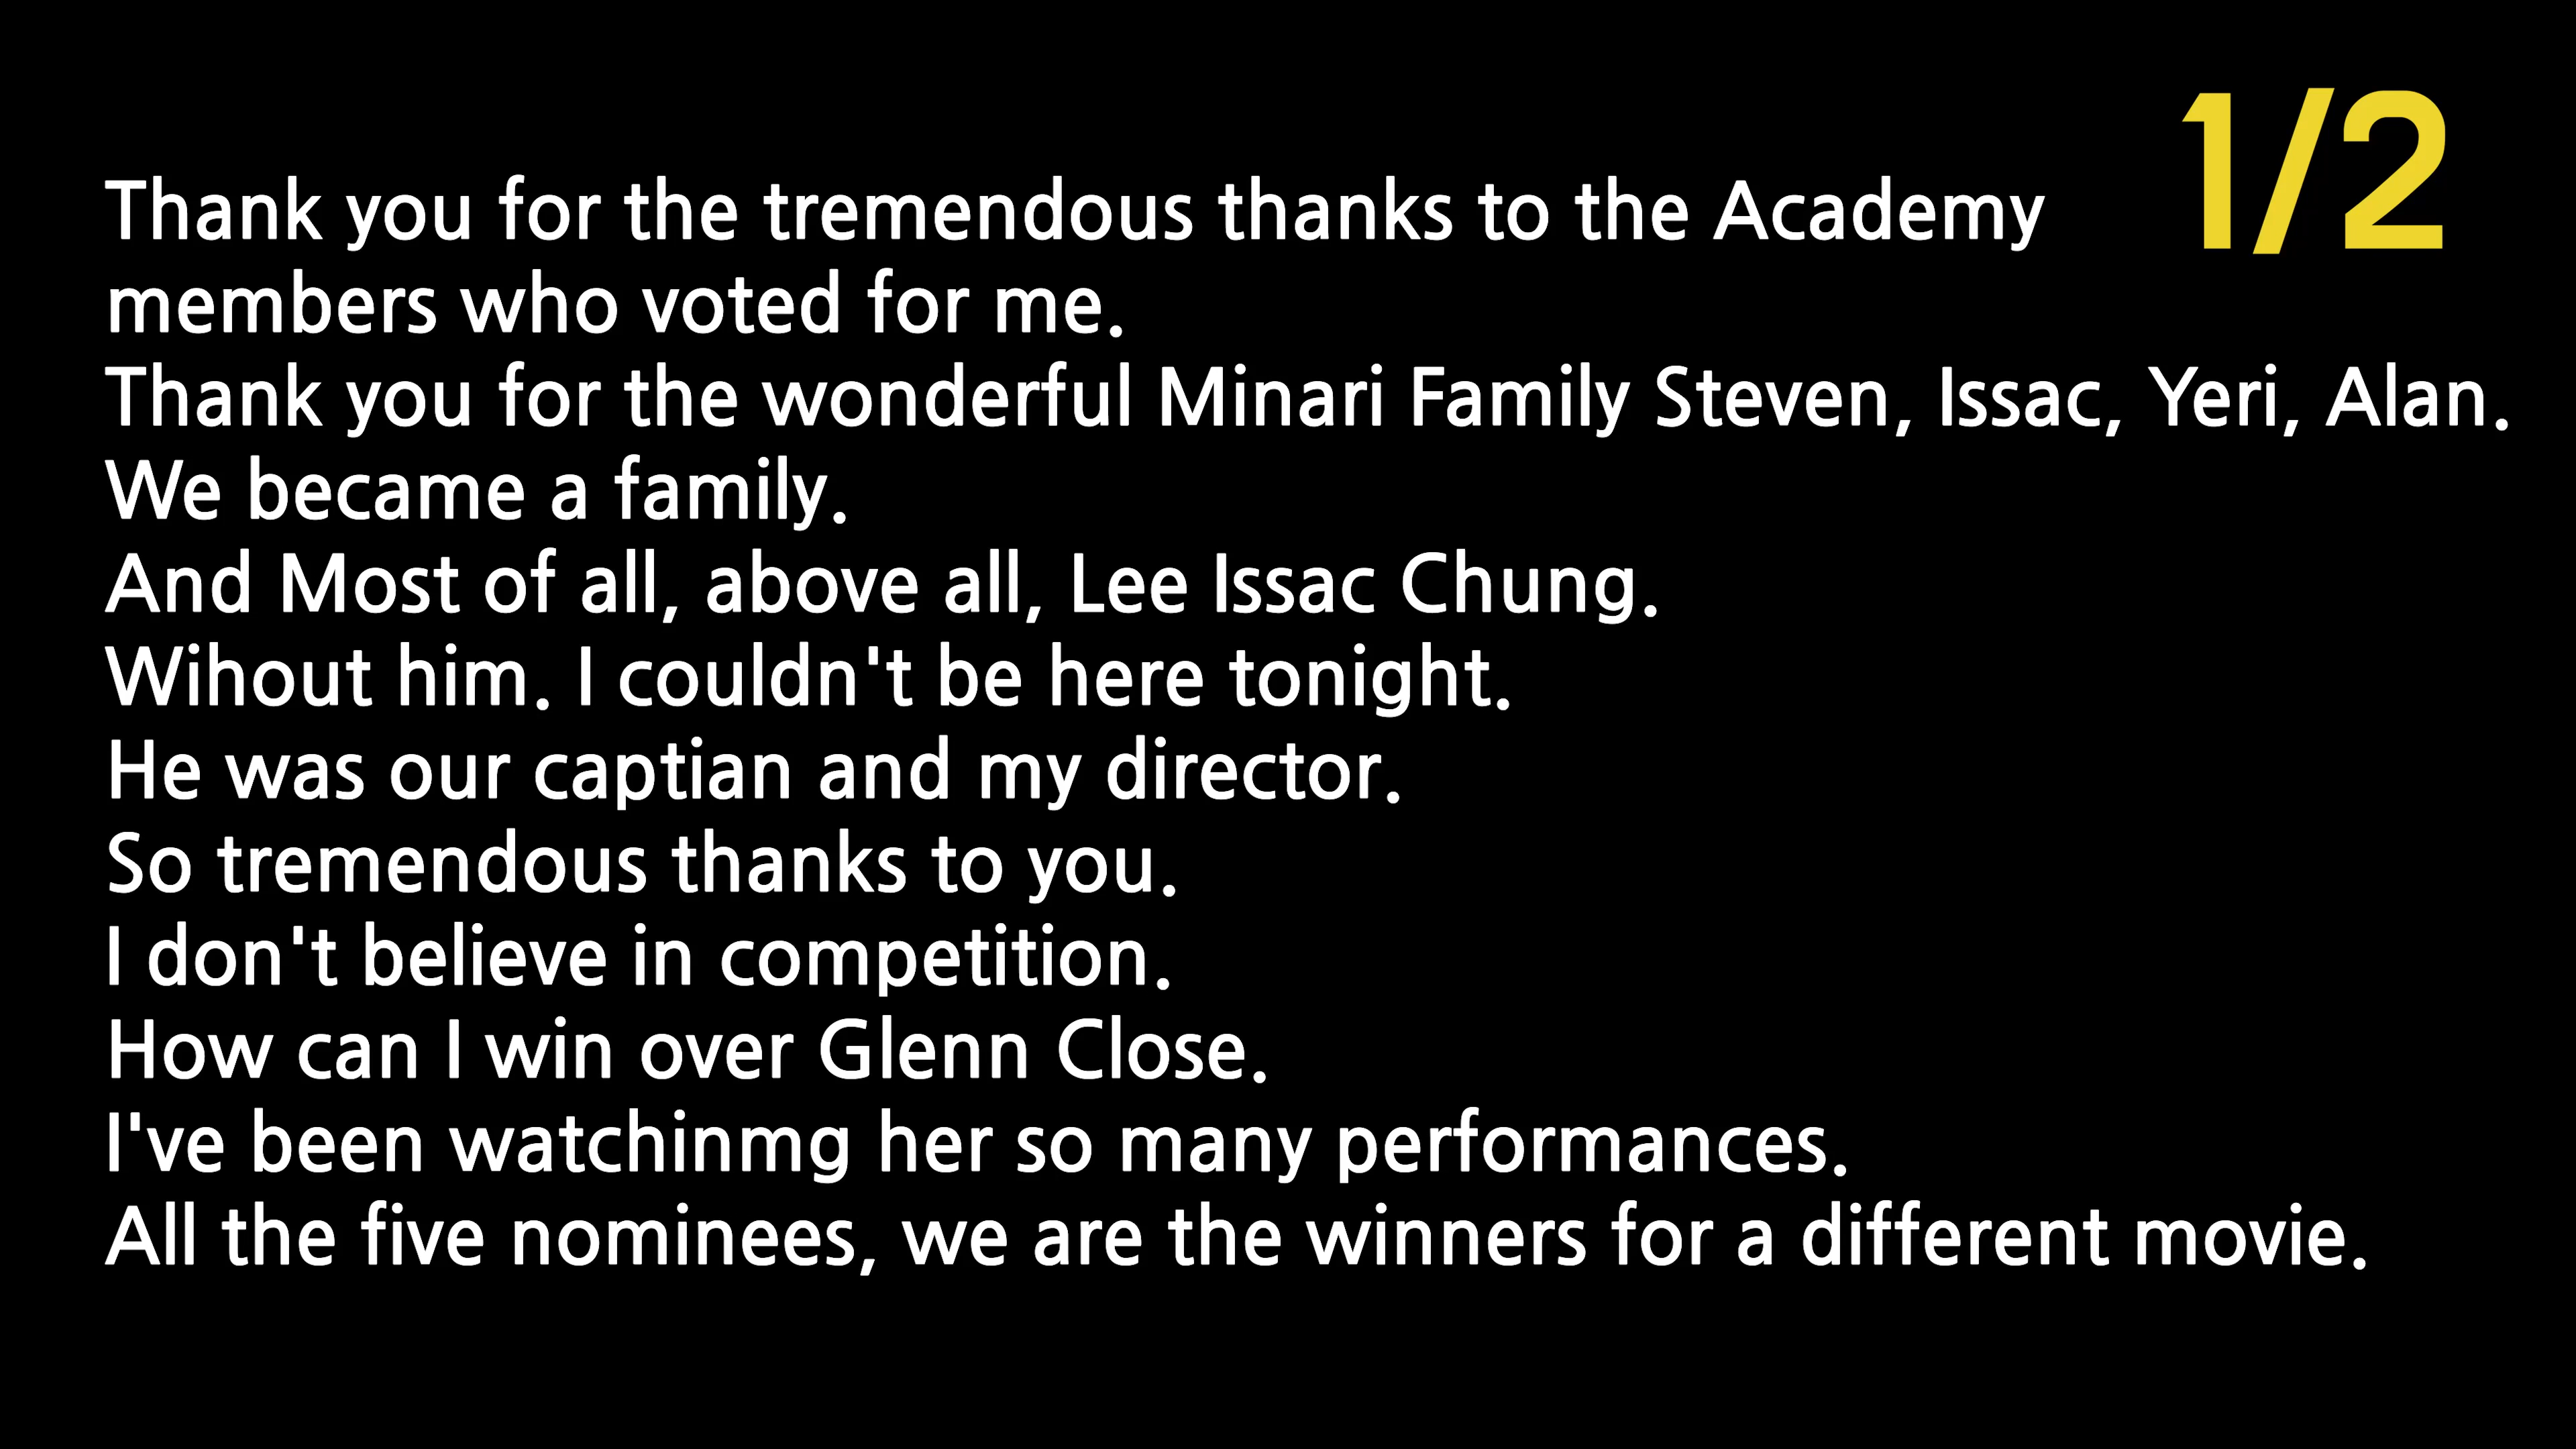 1/2
Thank you for the tremendous thanks to the Academy
members who voted for me.
Thank you for the wonderful Minari Family Steven, Issac, Yeri, Alan.
We became a family.
And Most of all, above all, Lee Issac Chung.
Wihout him. I couldn't be here tonight.
He was our captian and my director.
So tremendous thanks to you.
I don't believe in competition.
How can I win over Glenn Close.
I've been watchinmg her so many performances.
All the five nominees, we are the winners for a different movie.